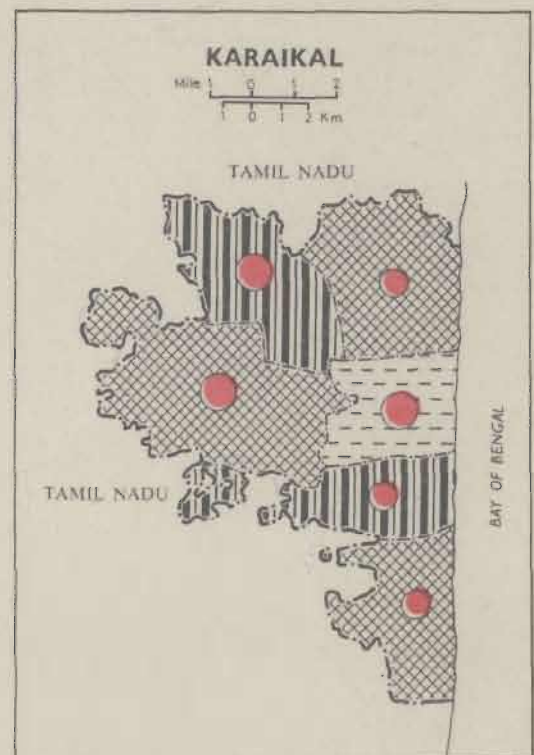 KARAIKAL
Mile 1 0 1 2
1 0 1 2 Km
TAMIL NADU
TAMIL NADU
BAY OF BENGAL